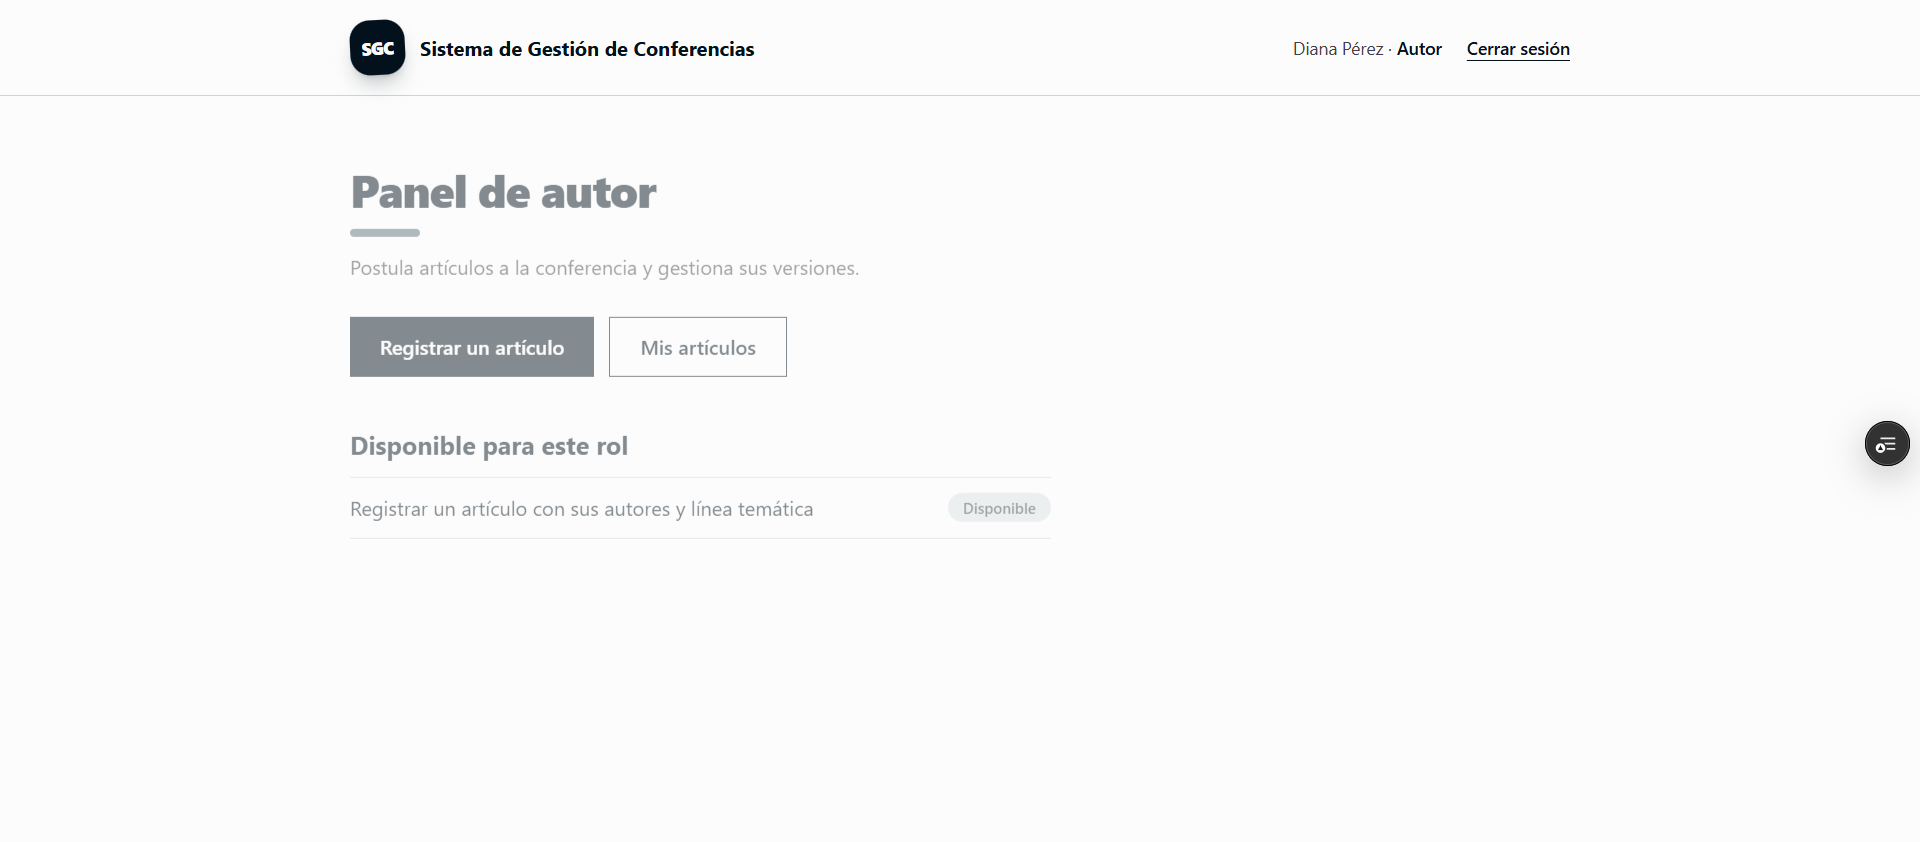 SGC
Sistema de Gestión de Conferencias
Diana Pérez · Autor
Cerrar sesión
Panel de autor
Postula artículos a la conferencia y gestiona sus versiones.
Registrar un artículo
Mis artículos
Disponible para este rol
Registrar un artículo con sus autores y línea temática
Disponible